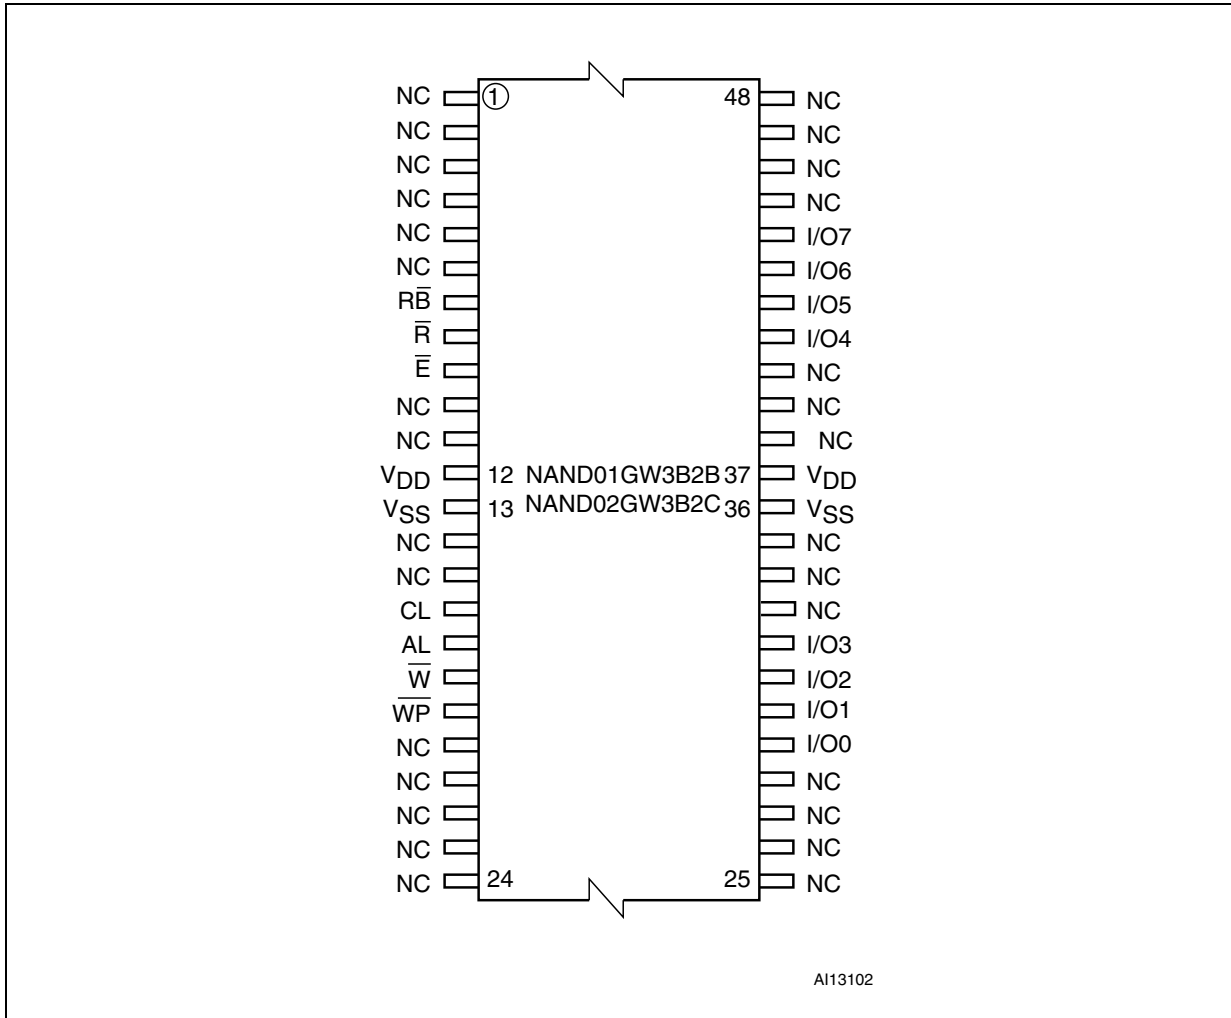 NC 1 48 NC
NC NC
NC NC
NC NC
NC I/O7
NC I/O6
RB̅ I/O5
R̅ I/O4
E̅ NC
NC NC
NC NC
VDD 12 NAND01GW3B2B 37 VDD
VSS 13 NAND02GW3B2C 36 VSS
NC NC
NC NC
CL NC
AL I/O3
W̅ I/O2
W̅P̅ I/O1
NC I/O0
NC NC
NC NC
NC NC
NC 24 25 NC
AI13102